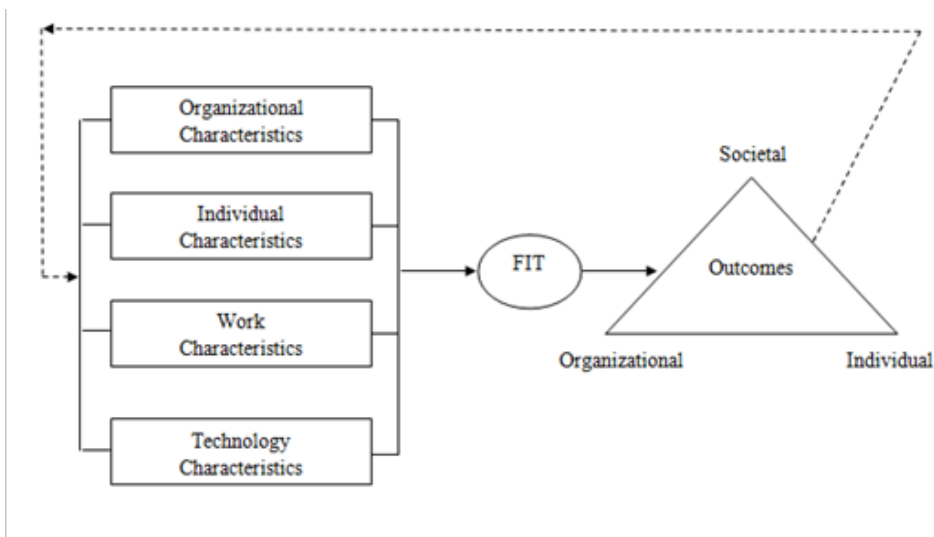 Organizational
Characteristics
Individual
Characteristics
Work
Characteristics
Technology
Characteristics
FIT
Societal
Outcomes
Organizational
Individual